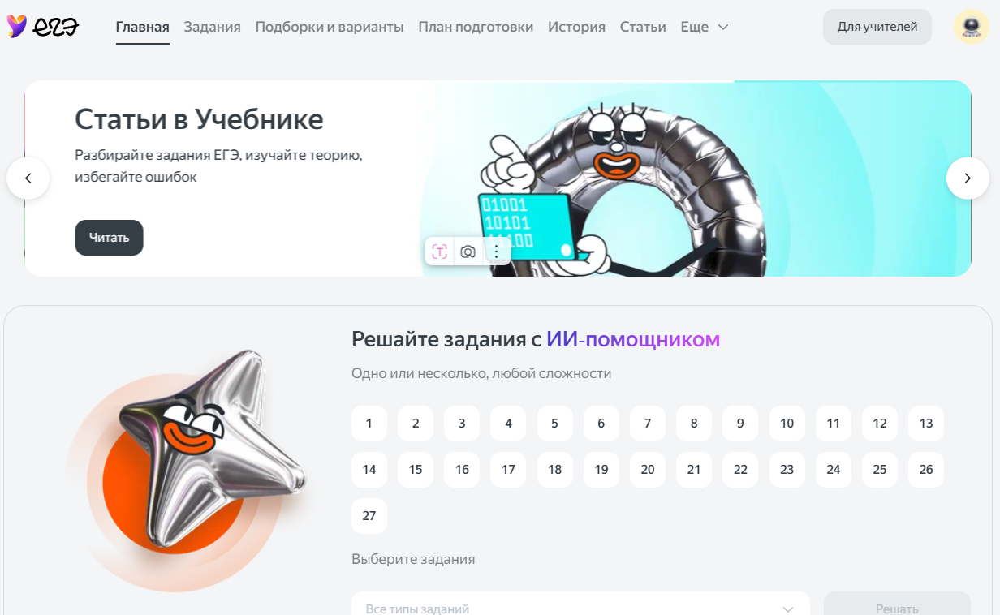 егэ
Главная Задания Подборки и варианты План подготовки История Статьи Еще Для учителей
Статьи в Учебнике
Разбирайте задания ЕГЭ, изучайте теорию,
избегайте ошибок
Читать
01001
10101
11100
T
Решайте задания с ИИ-помощником
Одно или несколько, любой сложности
1 2 3 4 5 6 7 8 9 10 11 12 13
14 15 16 17 18 19 20 21 22 23 24 25 26
27
Выберите задания
Все типы заданий Решать